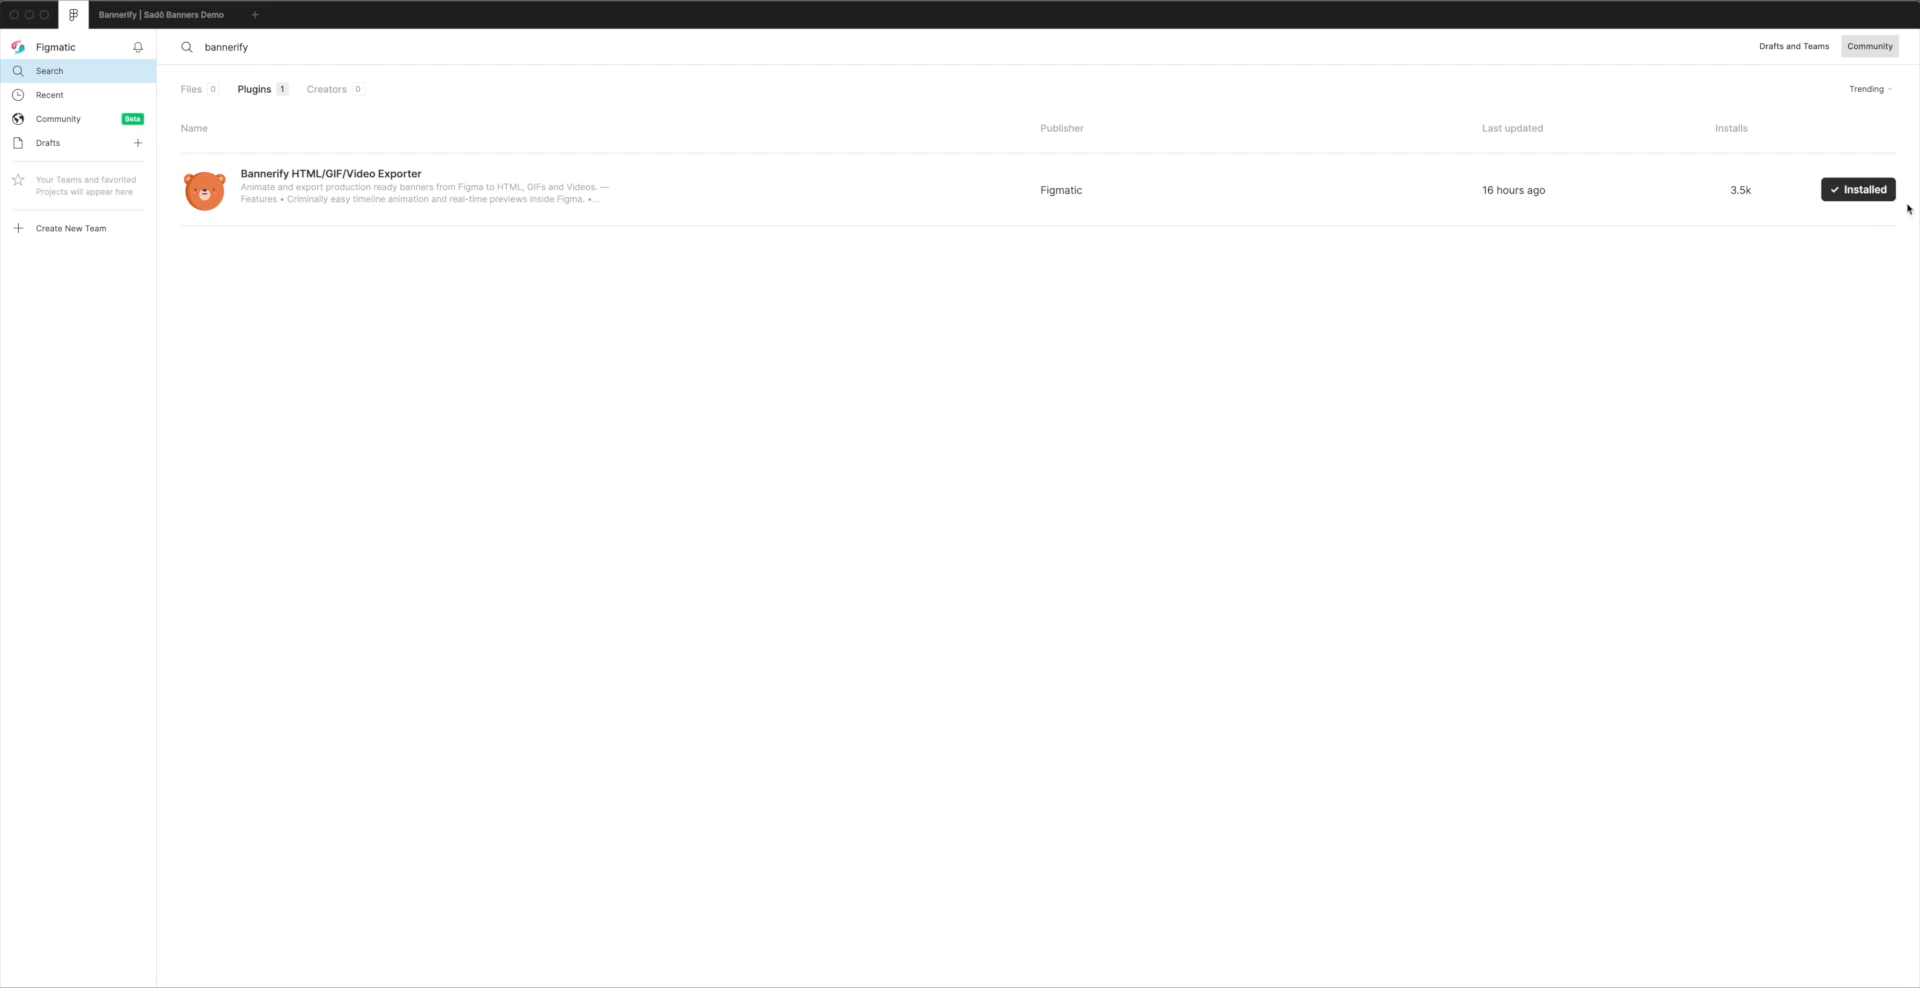 Bannerify | Sadō Banners Demo
Figmatic
Search
Recent
Community Beta
Drafts
Your Teams and favorited
Projects will appear here
Create New Team
bannerify
Drafts and Teams Community
Files 0 Plugins 1 Creators 0 Trending
Name Publisher Last updated Installs
Bannerify HTML/GIF/Video Exporter
Animate and export production ready banners from Figma to HTML, GIFs and Videos. —
Features • Criminally easy timeline animation and real-time previews inside Figma. •...
Figmatic 16 hours ago 3.5k Installed